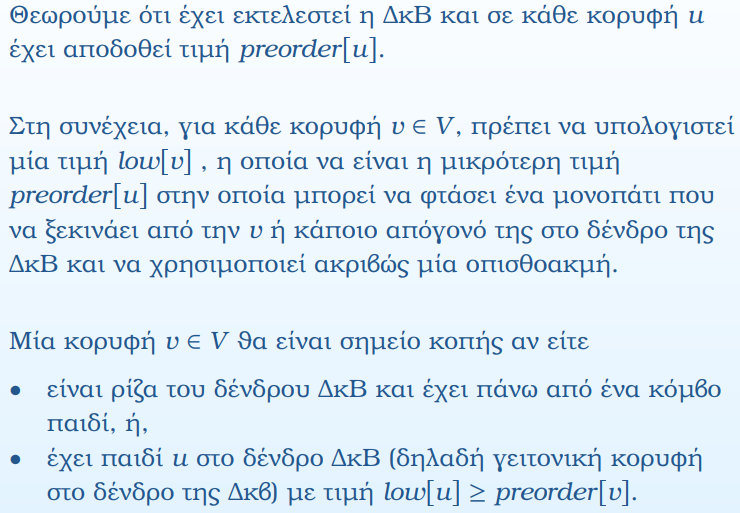 Θεωρούμε ότι έχει εκτελεστεί η ΔκΒ και σε κάθε κορυφή u
έχει αποδοθεί τιμή preorder[u].
Στη συνέχεια, για κάθε κορυφή υ ∈ V, πρέπει να υπολογιστεί
μία τιμή low[υ] , η οποία να είναι η μικρότερη τιμή
preorder[u] στην οποία μπορεί να φτάσει ένα μονοπάτι που
να ξεκινάει από την υ ή κάποιο απόγονό της στο δένδρο της
ΔκΒ και να χρησιμοποιεί ακριβώς μία οπισθοακμή.
Μία κορυφή υ ∈ V θα είναι σημείο κοπής αν είτε
• είναι ρίζα του δένδρου ΔκΒ και έχει πάνω από ένα κόμβο
παιδί, ή,
• έχει παιδί u στο δένδρο ΔκΒ (δηλαδή γειτονική κορυφή
στο δένδρο της Δκβ) με τιμή low[u] ≥ preorder[υ].